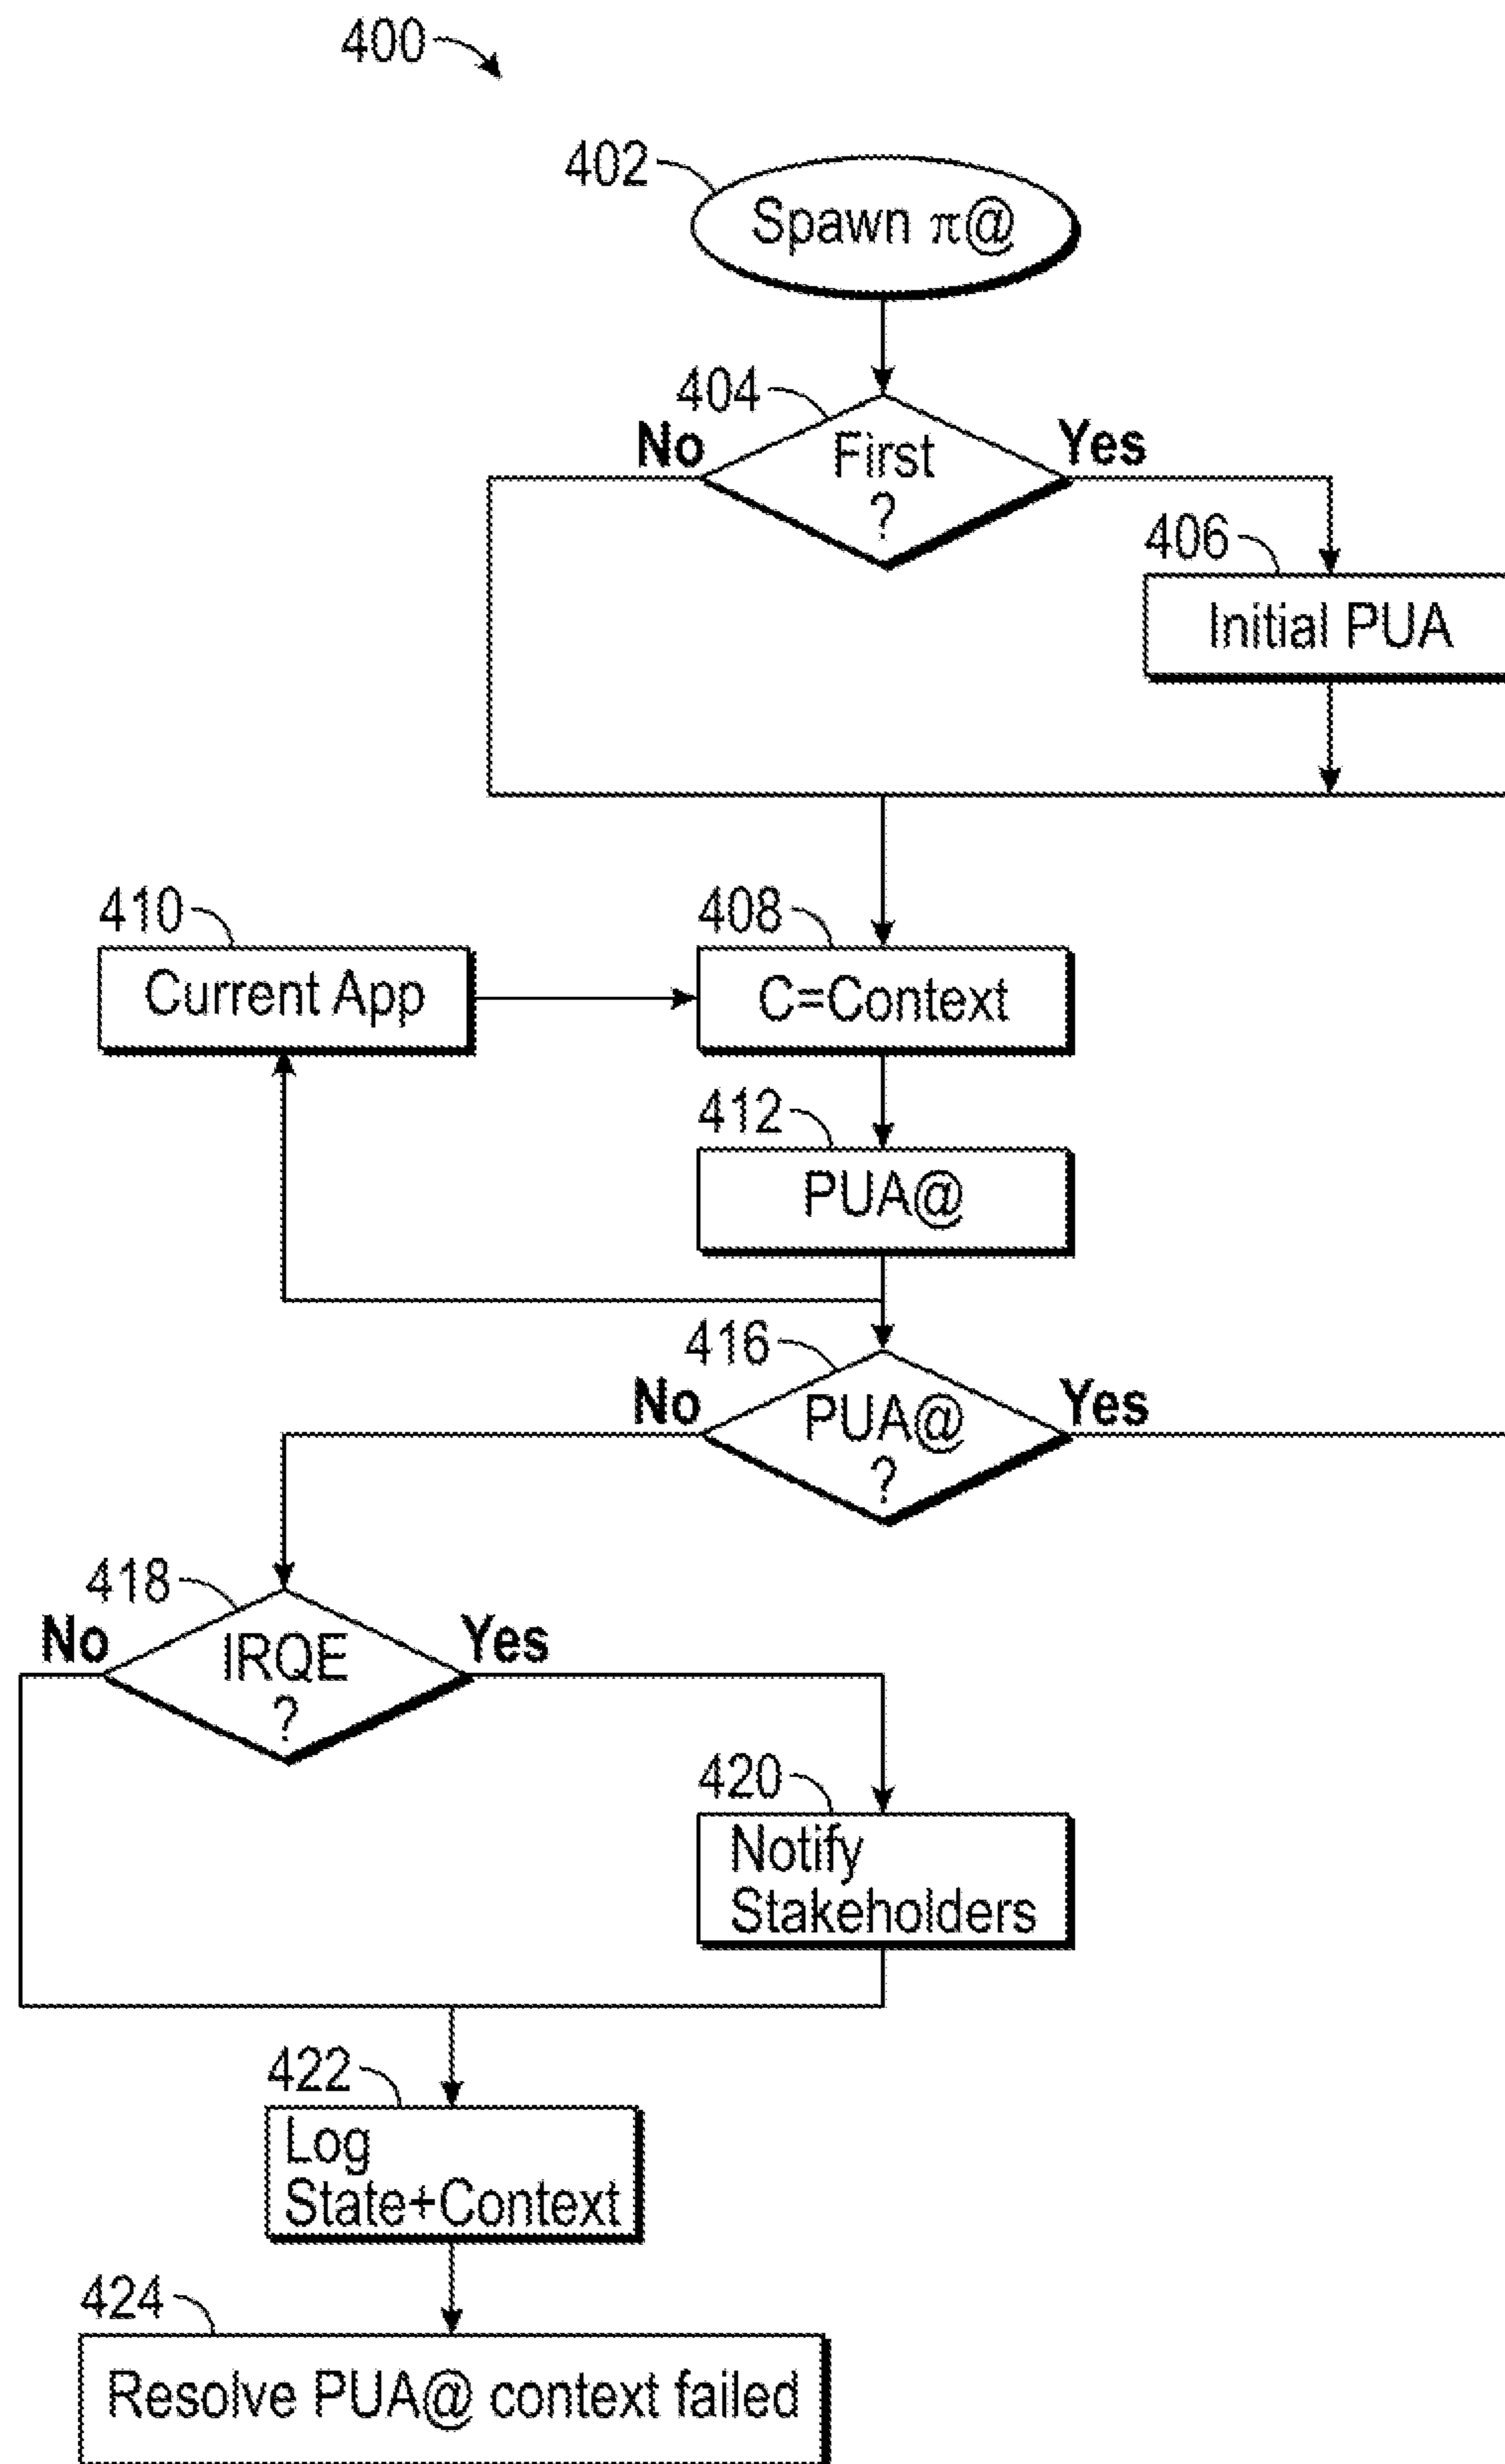 400
402
Spawn π@
404
No
First
?
Yes
406
Initial PUA
410
Current App
408
C=Context
412
PUA@
416
No
PUA@
?
Yes
418
No
IRQE
?
Yes
420
Notify
Stakeholders
422
Log
State+Context
424
Resolve PUA@ context failed